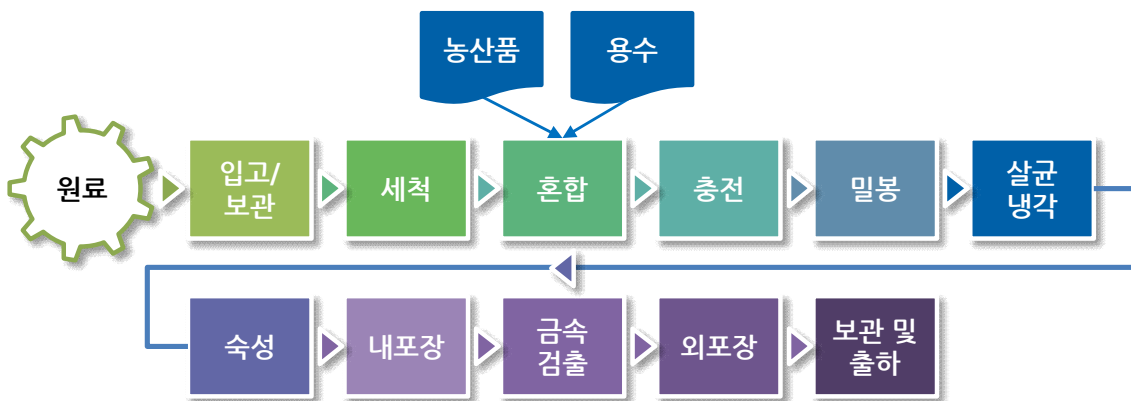 농산품
용수
원료
입고/
보관
세척
혼합
충전
밀봉
살균
냉각
숙성
내포장
금속
검출
외포장
보관 및
출하